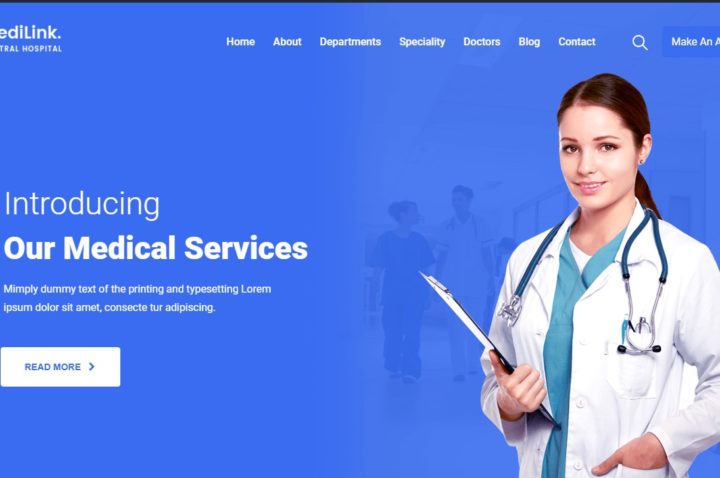 ediLink.
TRAL HOSPITAL
Home About Departments Speciality Doctors Blog Contact Make An A
Introducing
Our Medical Services
Mimply dummy text of the printing and typesetting Lorem
ipsum dolor sit amet, consecte tur adipiscing.
READ MORE